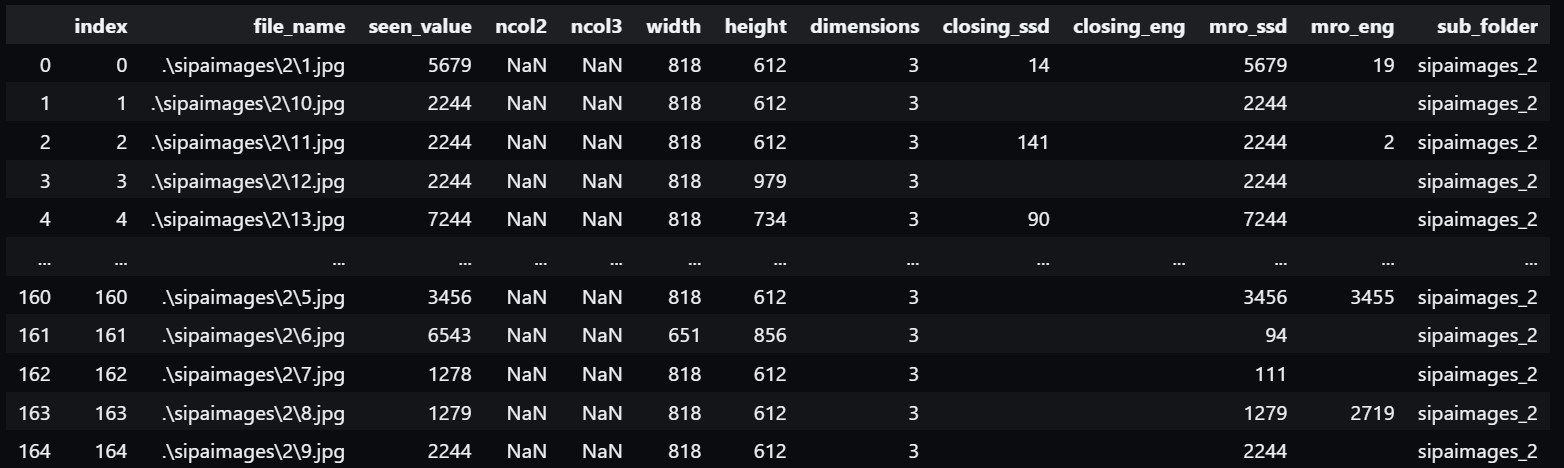 index file_name seen_value ncol2 ncol3 width height dimensions closing_ssd closing_eng mro_ssd mro_eng sub_folder
0 0 .\sipaimages\2\1.jpg 5679 NaN NaN 818 612 3 14 5679 19 sipaimages_2
1 1 .\sipaimages\2\10.jpg 2244 NaN NaN 818 612 3 2244 sipaimages_2
2 2 .\sipaimages\2\11.jpg 2244 NaN NaN 818 612 3 141 2244 2 sipaimages_2
3 3 .\sipaimages\2\12.jpg 2244 NaN NaN 818 979 3 2244 sipaimages_2
4 4 .\sipaimages\2\13.jpg 7244 NaN NaN 818 734 3 90 7244 sipaimages_2
... ... ... ... ... ... ... ... ... ... ... ... ... ...
160 160 .\sipaimages\2\5.jpg 3456 NaN NaN 818 612 3 3456 3455 sipaimages_2
161 161 .\sipaimages\2\6.jpg 6543 NaN NaN 651 856 3 94 sipaimages_2
162 162 .\sipaimages\2\7.jpg 1278 NaN NaN 818 612 3 111 sipaimages_2
163 163 .\sipaimages\2\8.jpg 1279 NaN NaN 818 612 3 1279 2719 sipaimages_2
164 164 .\sipaimages\2\9.jpg 2244 NaN NaN 818 612 3 2244 sipaimages_2